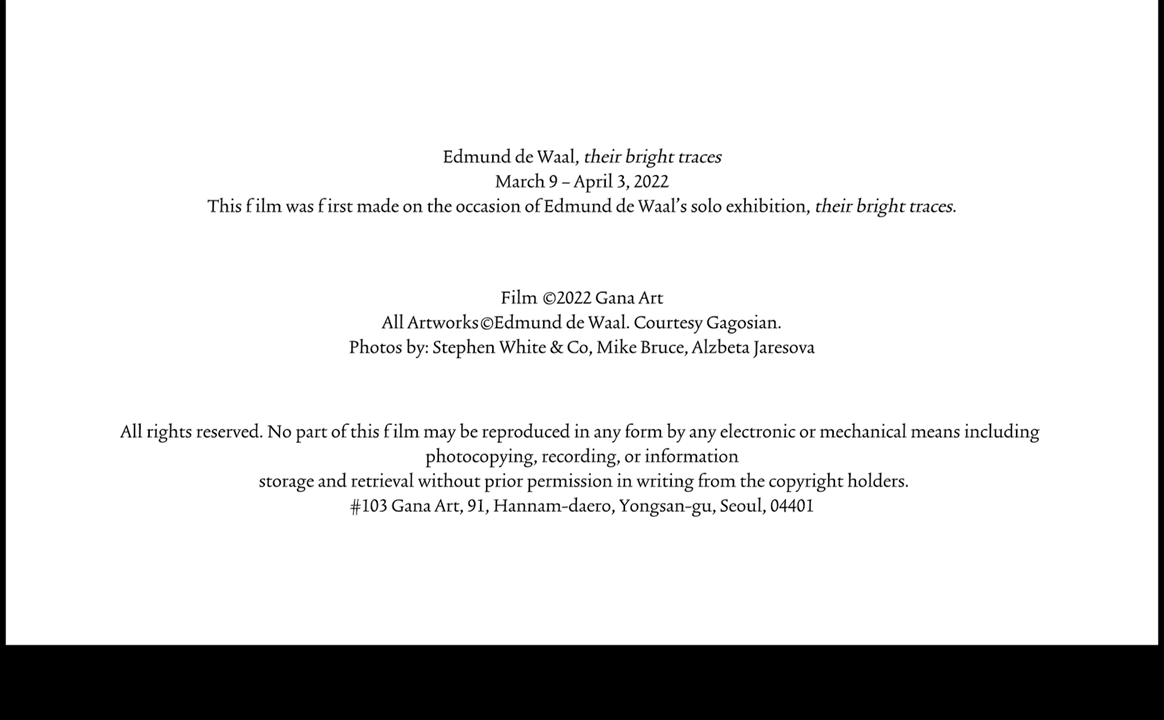 Edmund de Waal, their bright traces
March 9 – April 3, 2022
This film was first made on the occasion of Edmund de Waal’s solo exhibition, their bright traces.
Film ©2022 Gana Art
All Artworks©Edmund de Waal. Courtesy Gagosian.
Photos by: Stephen White & Co, Mike Bruce, Alzbeta Jaresova
All rights reserved. No part of this film may be reproduced in any form by any electronic or mechanical means including
photocopying, recording, or information
storage and retrieval without prior permission in writing from the copyright holders.
#103 Gana Art, 91, Hannam-daero, Yongsan-gu, Seoul, 04401